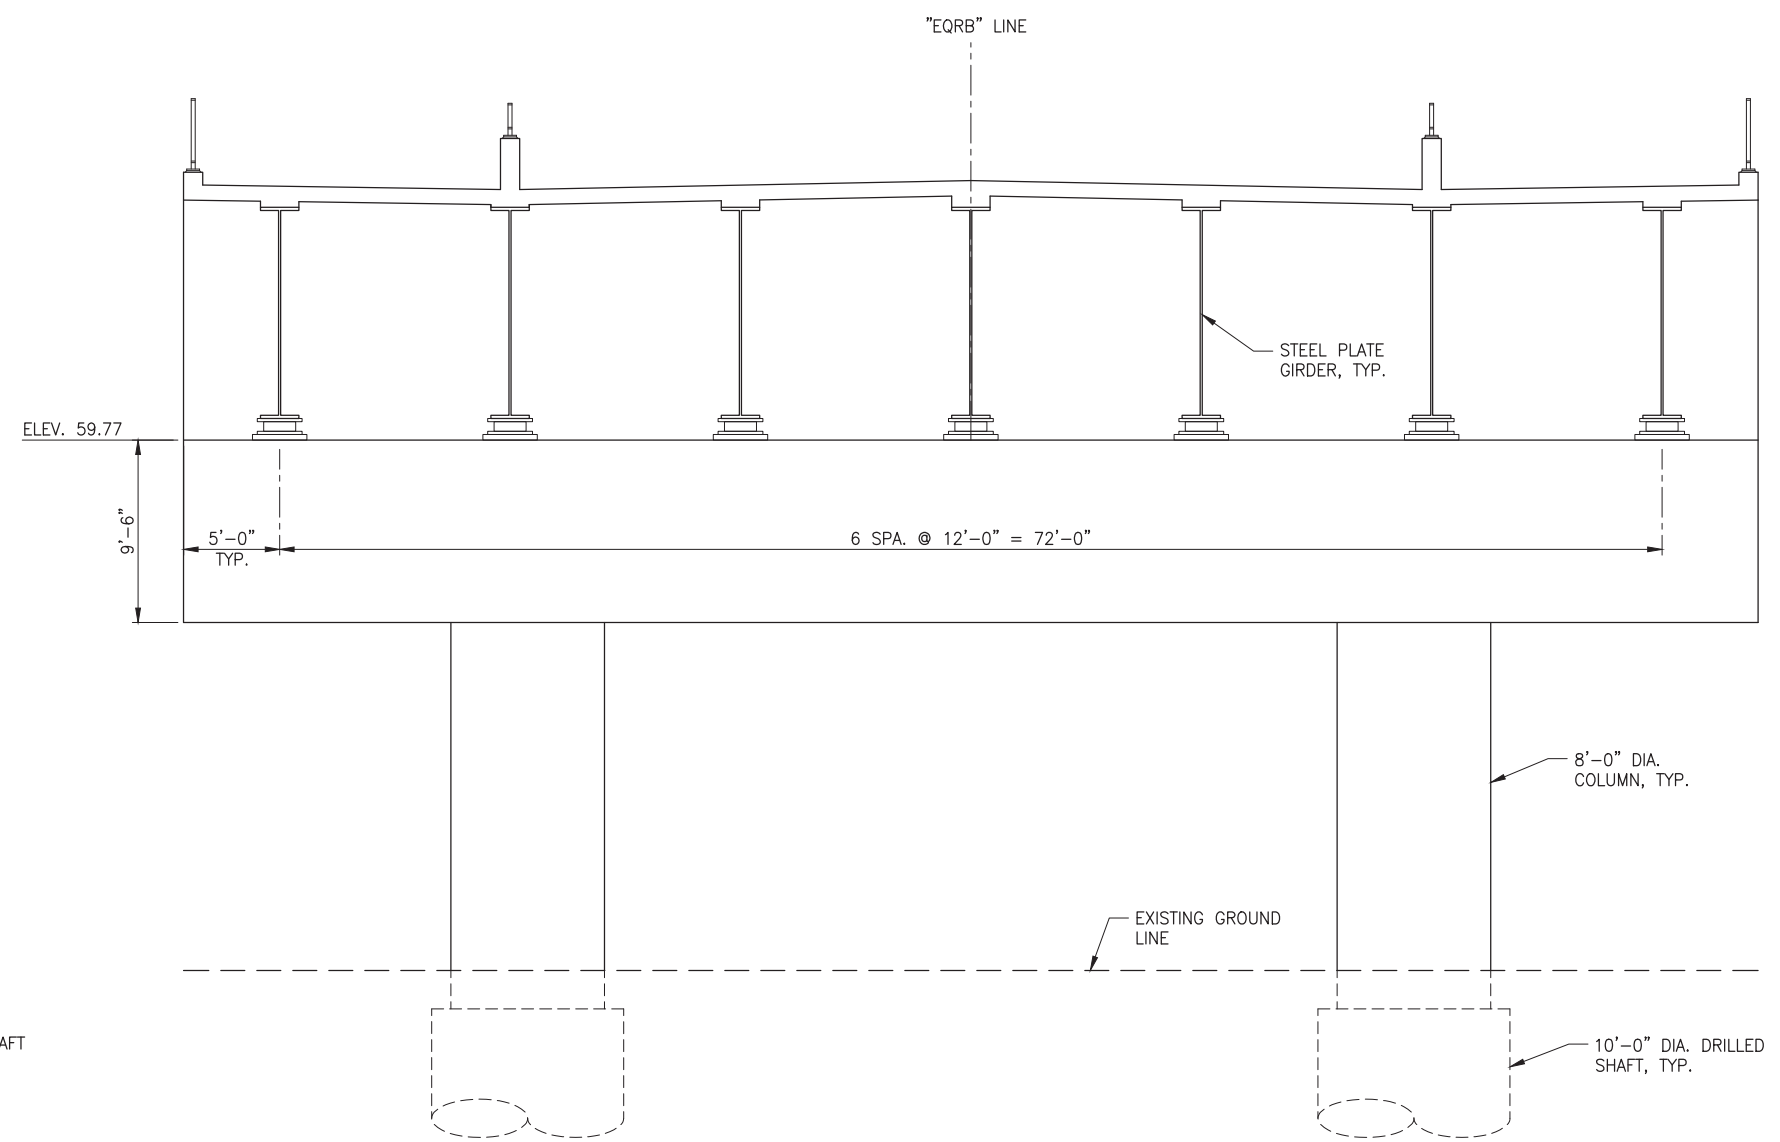 "EQRB" LINE
STEEL PLATE
GIRDER, TYP.
ELEV. 59.77
9'-6"
5'-0"
TYP.
6 SPA. @ 12'-0" = 72'-0"
8'-0" DIA.
COLUMN, TYP.
EXISTING GROUND
LINE
AFT
10'-0" DIA. DRILLED
SHAFT, TYP.